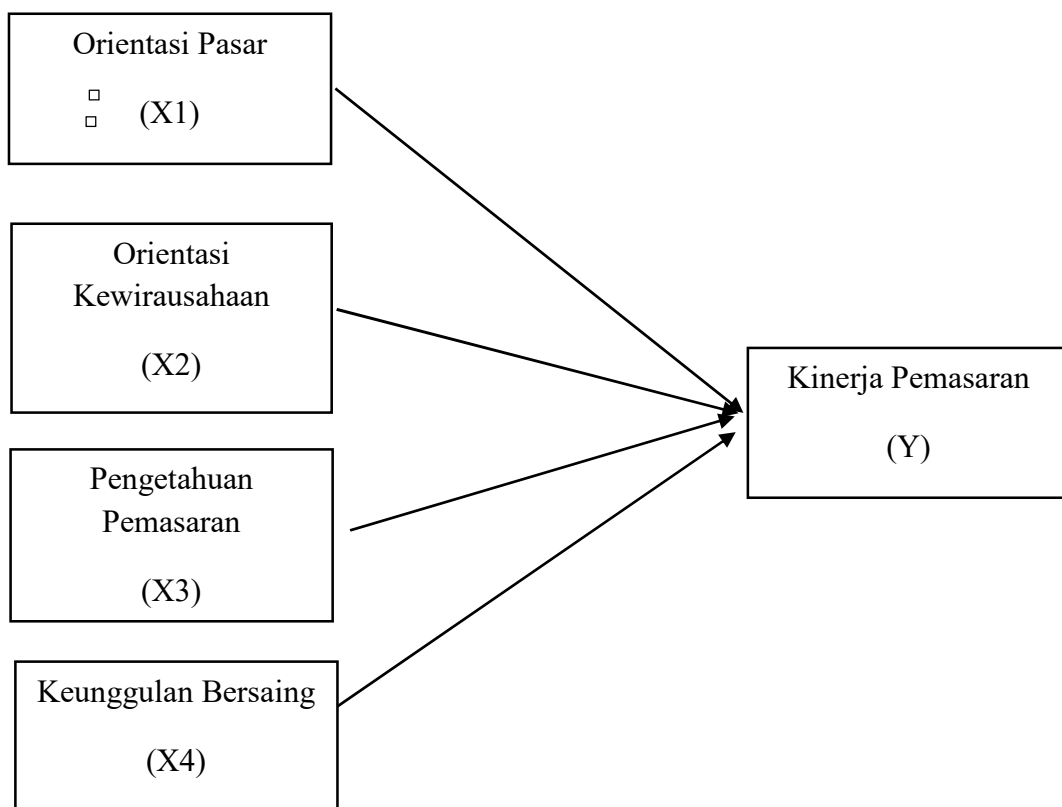 Orientasi Pasar
(X1)
Orientasi
Kewirausahaan
(X2)
Pengetahuan
Pemasaran
(X3)
Keunggulan Bersaing
(X4)
Kinerja Pemasaran
(Y)